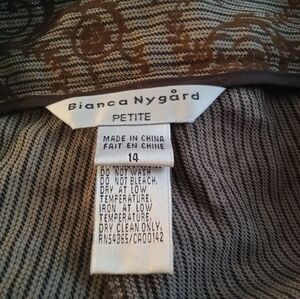 Bianca Nygård
PETITE
MADE IN CHINA
FAIT EN CHINE
14
DO NOT WASH
DO NOT BLEACH.
DRY AT LOW
TEMPERATURE.
IRON AT LOW
TEMPERATURE.
DRY CLEAN ONLY.
RN54365/CA00142